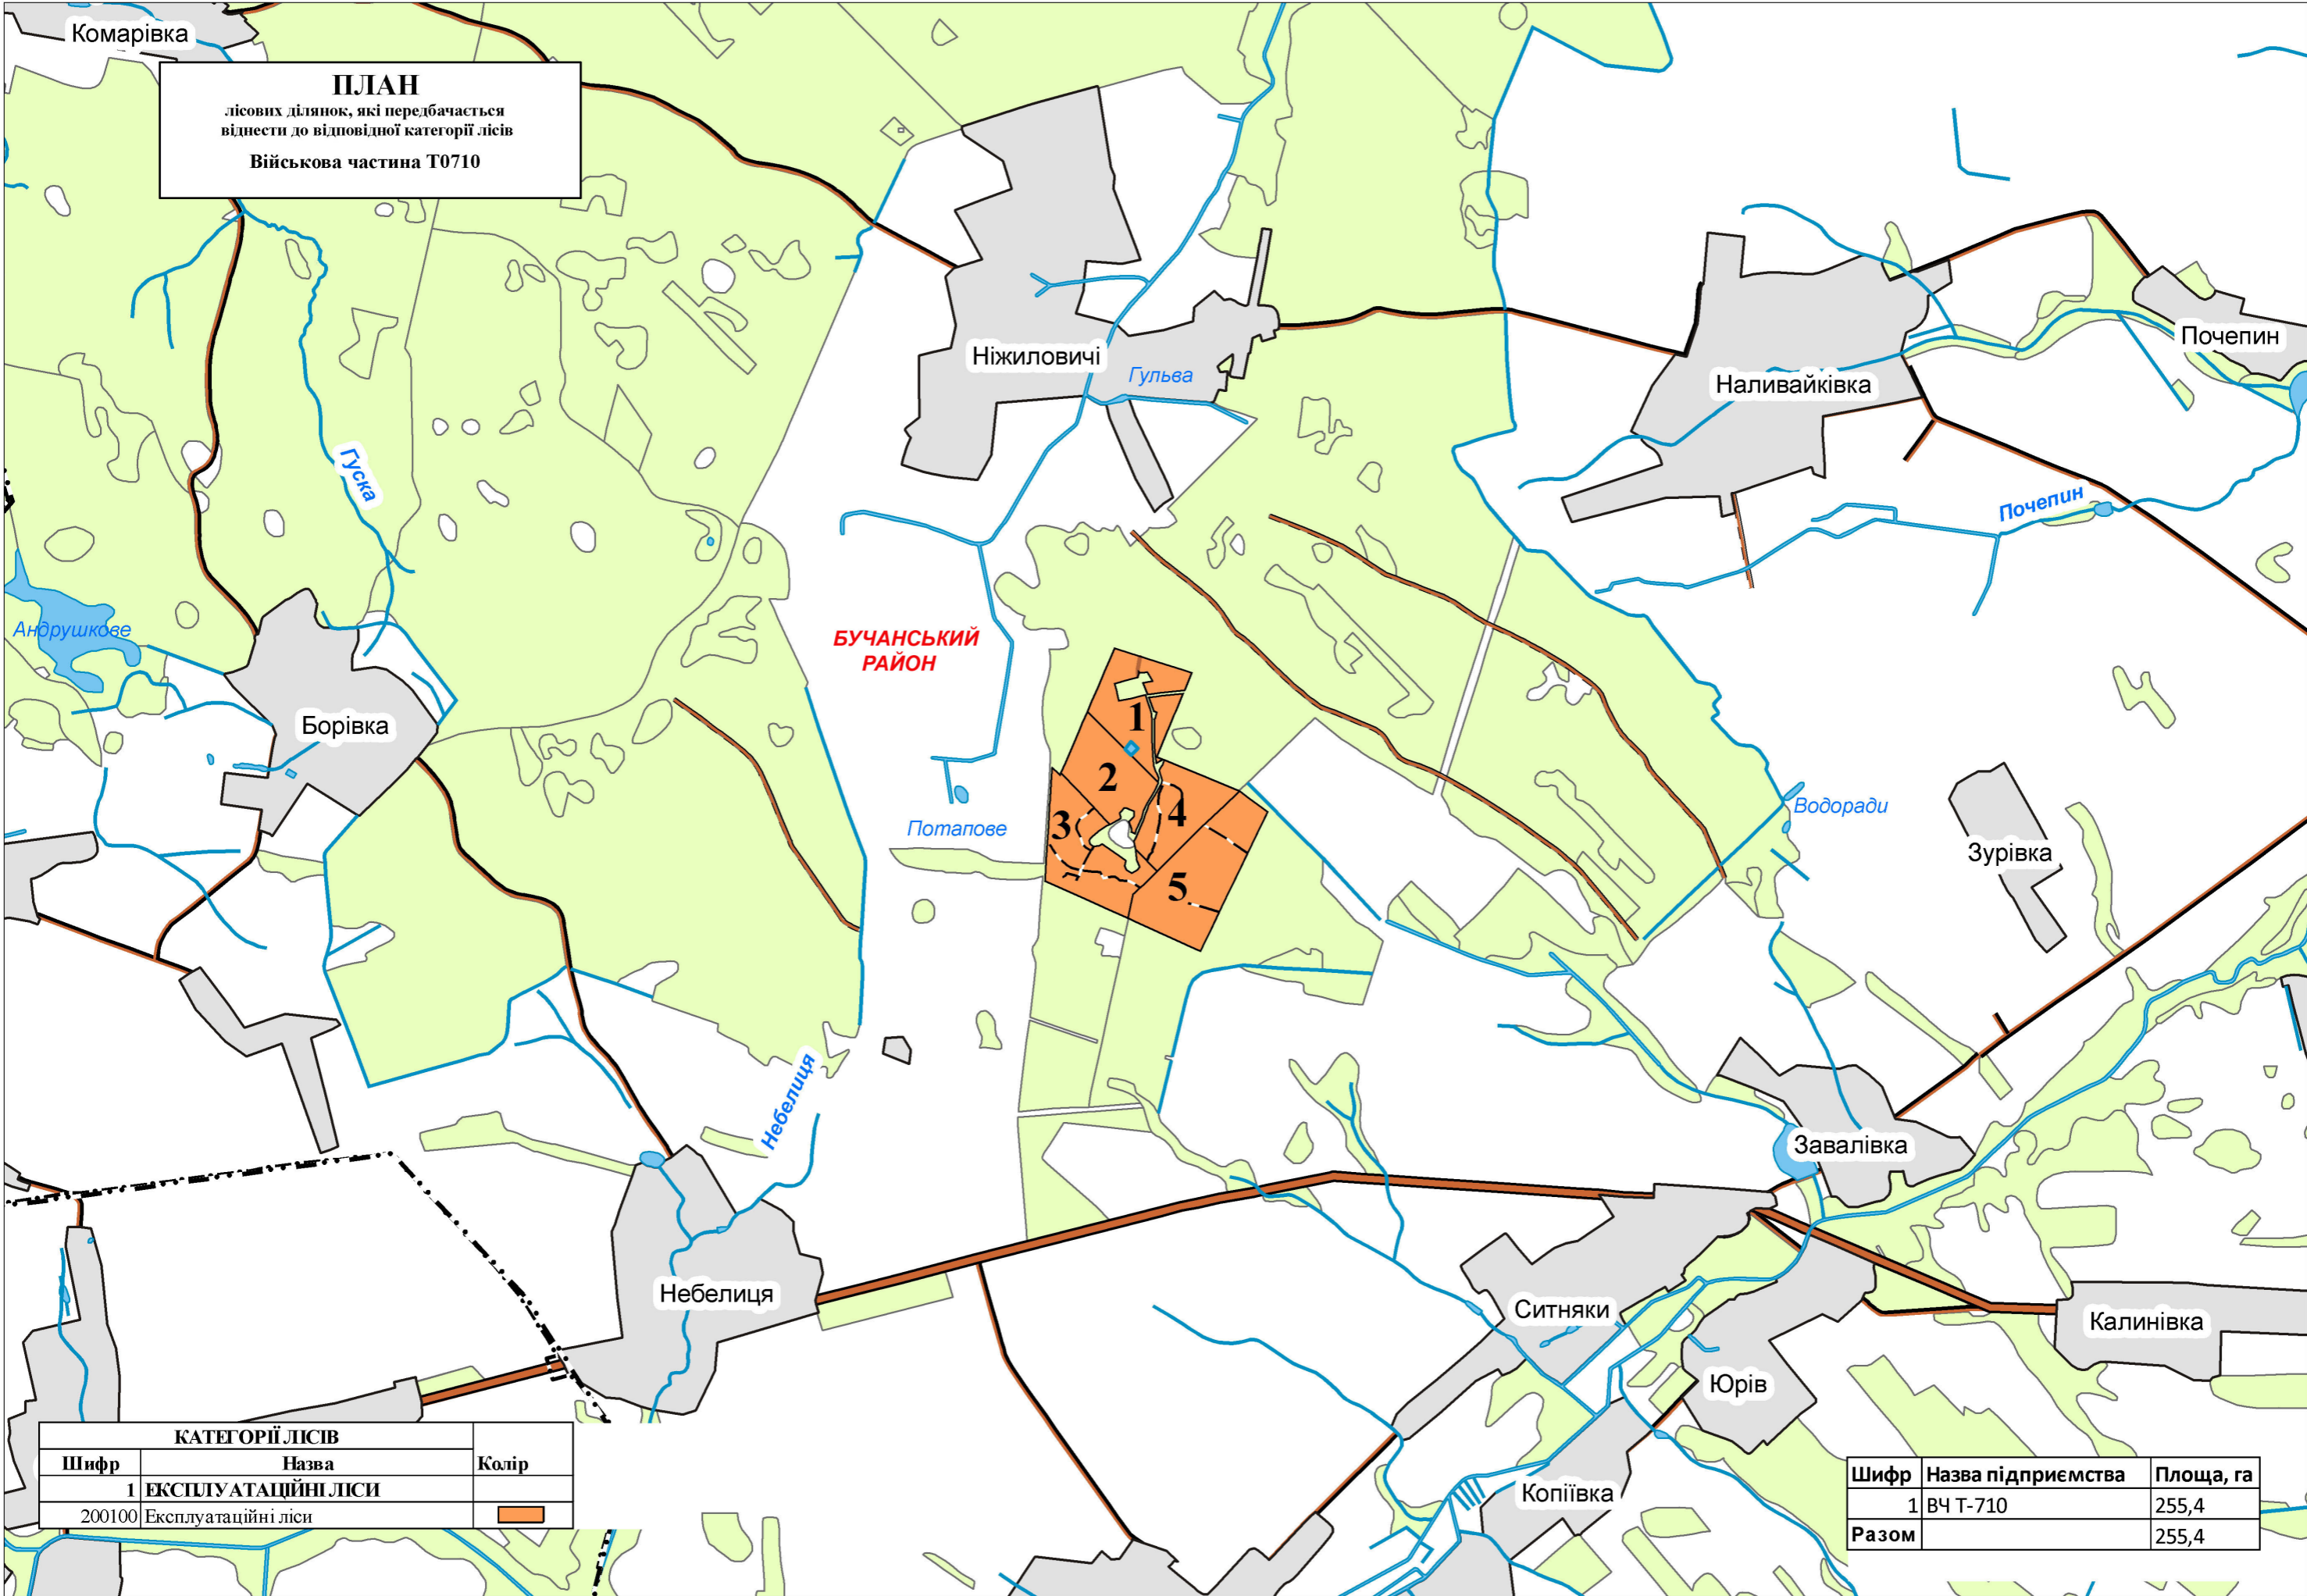 Комарівка
ПЛАН
лісових ділянок, які передбачається
віднести до відповідної категорії лісів
Військова частина Т0710
Ніжиловичі
Гульва
Наливайківка
Почепин
Гуска
Почепин
Андрушкове
БУЧАНСЬКИЙ
РАЙОН
Борівка
1
2
3
4
5
Потапове
Водоради
Зурівка
Небелиця
Завалівка
Небелиця
Ситняки
Калинівка
Юрів
Копіївка
КАТЕГОРІЇ ЛІСІВ
Шифр Назва Колір
1 ЕКСПЛУАТАЦІЙНІ ЛІСИ
200100 Експлуатаційні ліси
Шифр Назва підприємства Площа, га
1 ВЧ Т-710 255,4
Разом 255,4